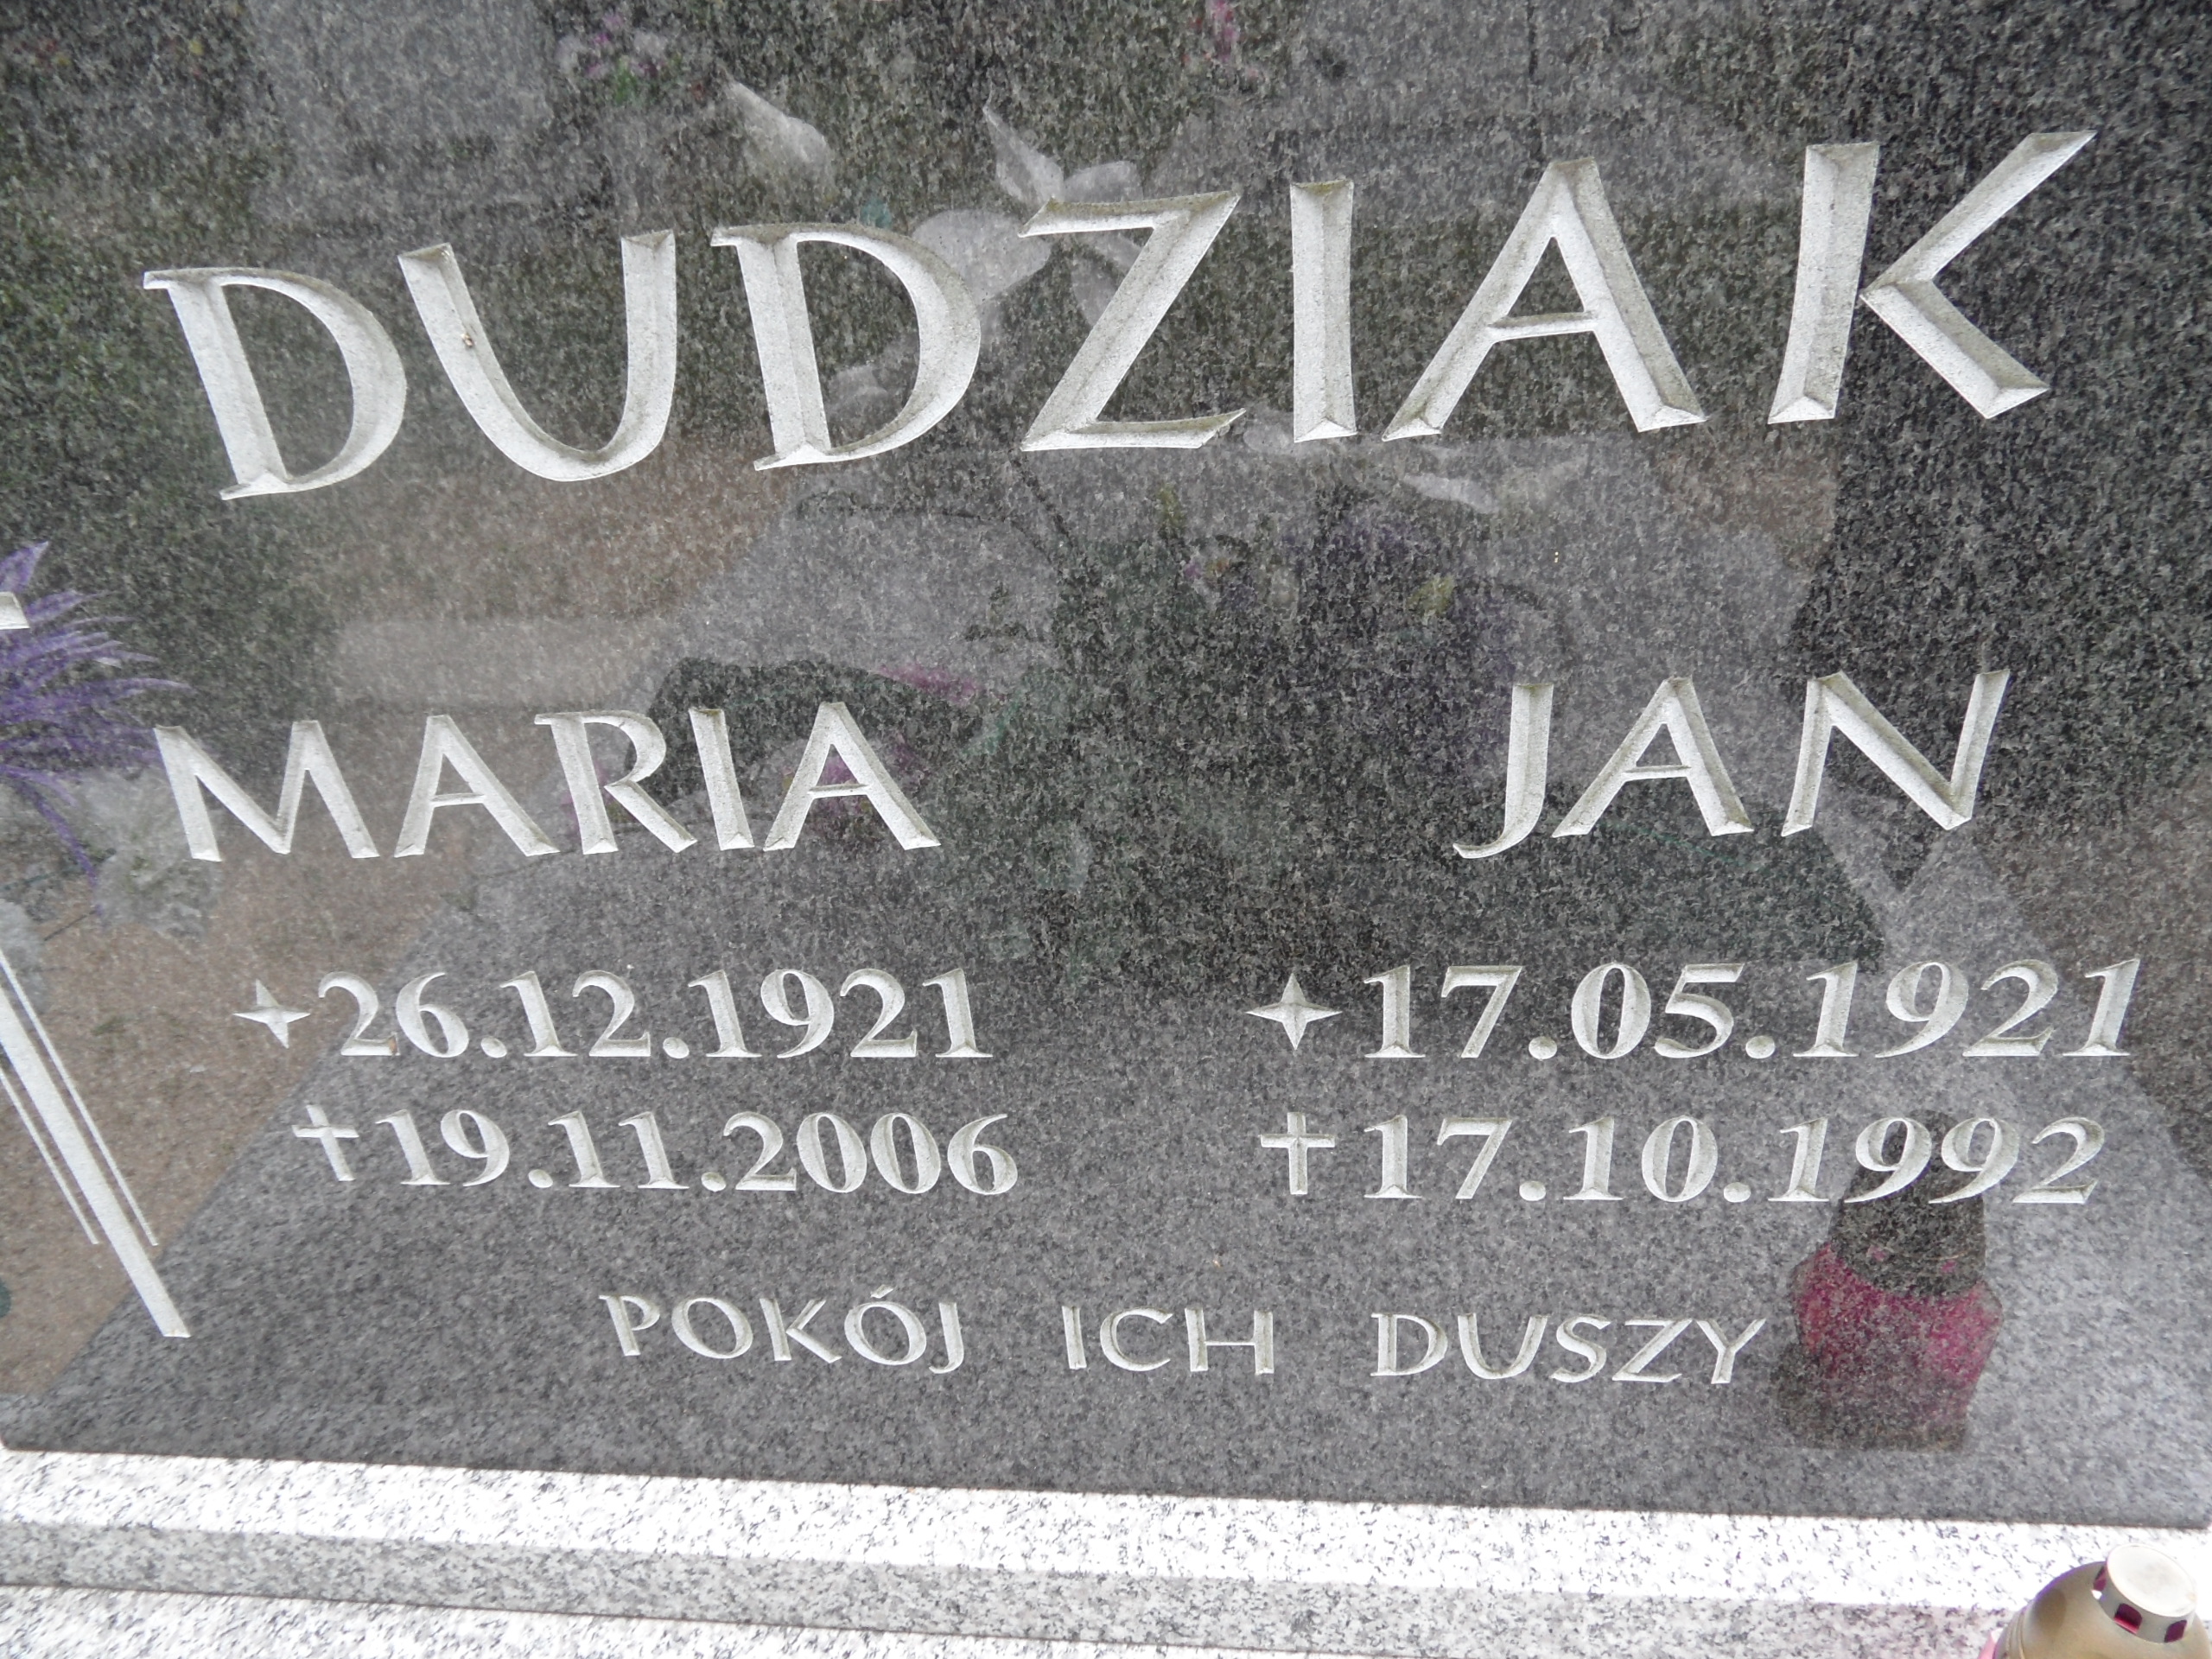 DUDZIAK
MARIA JAN
✦26.12.1921 ✦17.05.1921
✝19.11.2006 ✝17.10.1992
POKÓJ ICH DUSZY